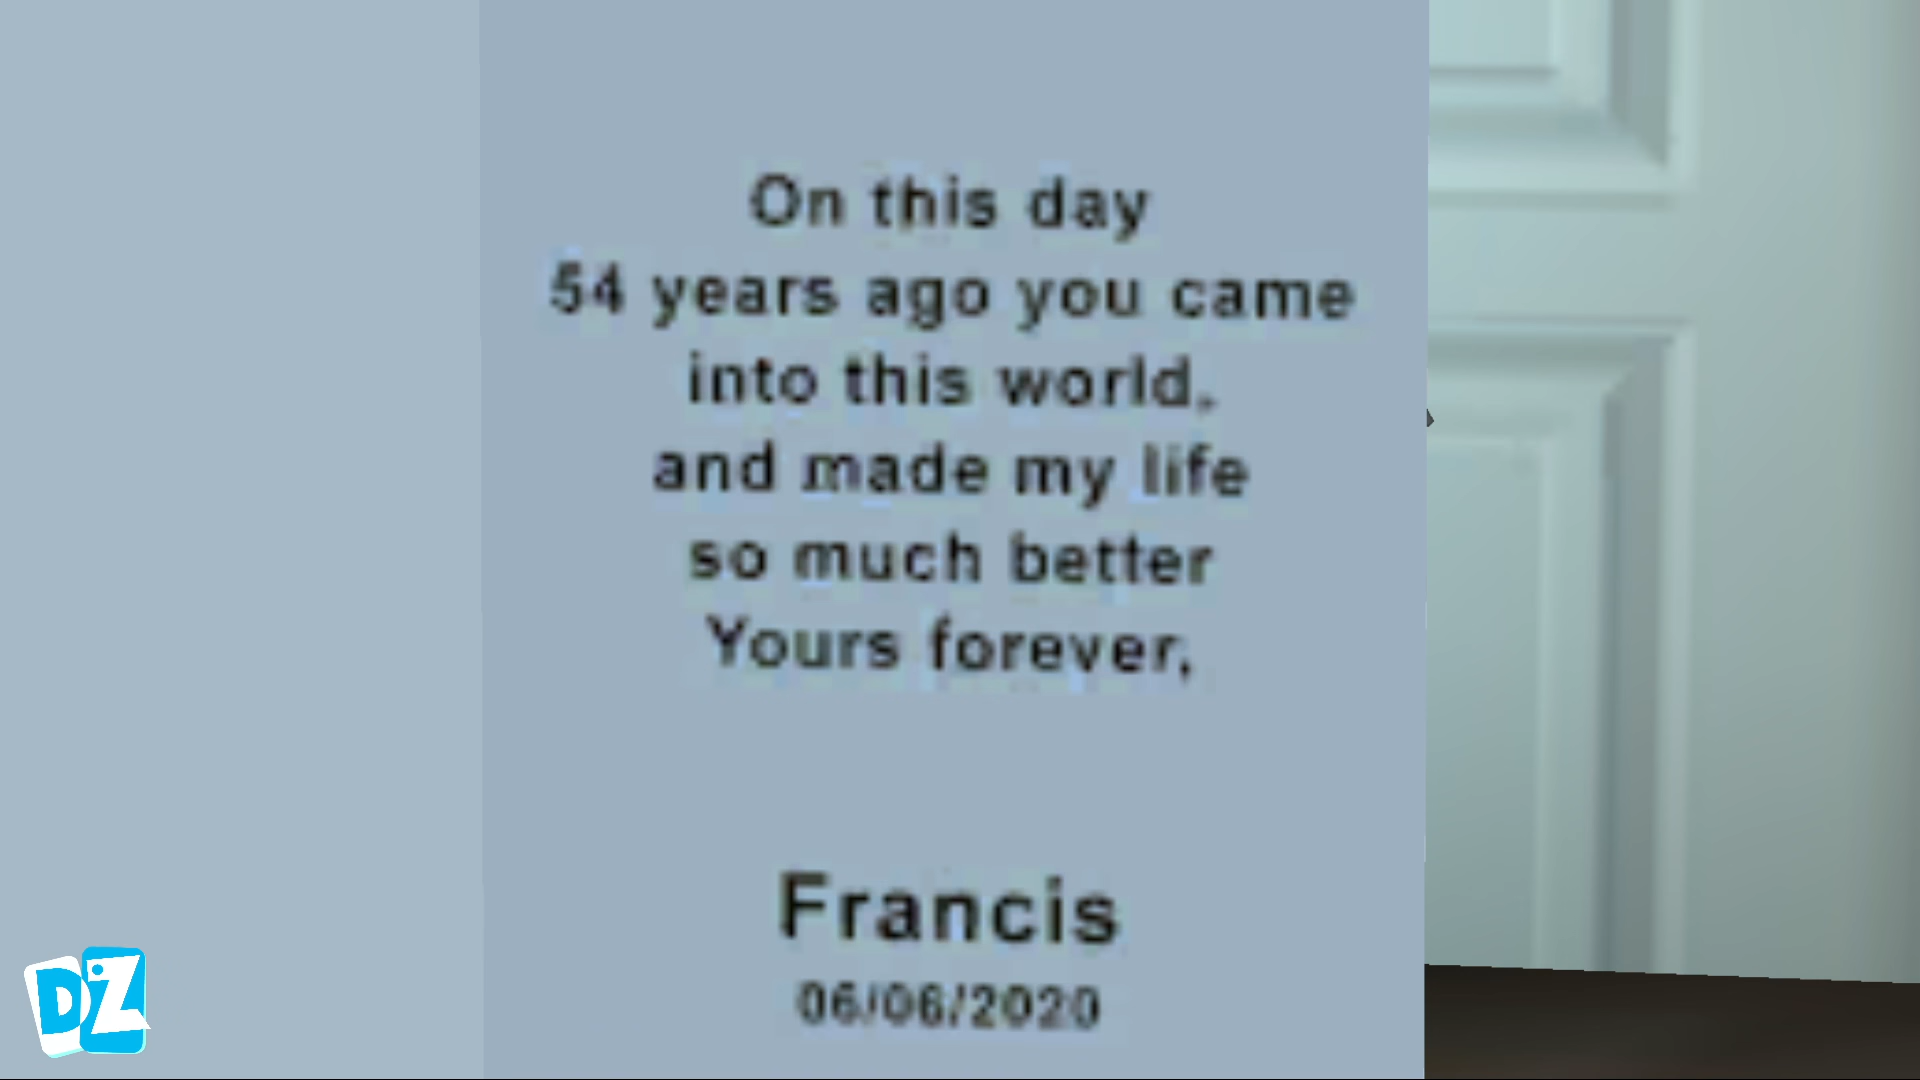 On this day
54 years ago you came
into this world.
and made my life
so much better
Yours forever,
Francis
06/06/2020
DZ